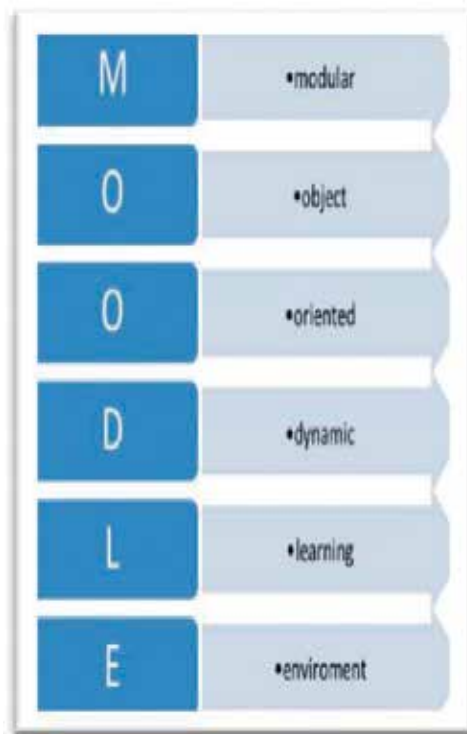 M •modular
O •object
O •oriented
D •dynamic
L •learning
E •enviroment